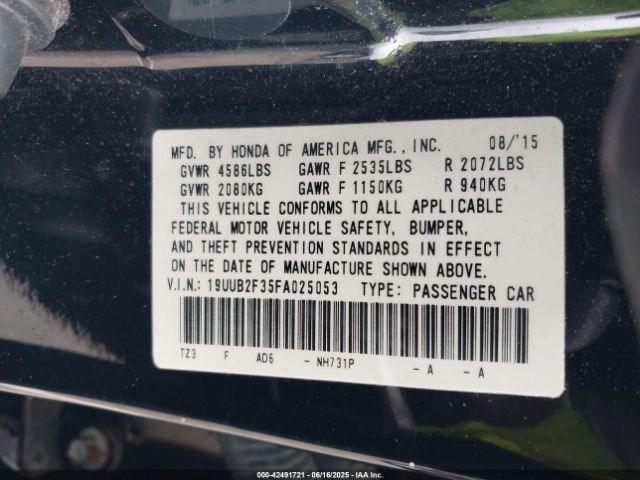 MFD. BY HONDA OF AMERICA MFG., INC. 08/'15
GVWR 4586LBS GAWR F 2535LBS R 2072LBS
GVWR 2080KG GAWR F 1150KG R 940KG
THIS VEHICLE CONFORMS TO ALL APPLICABLE
FEDERAL MOTOR VEHICLE SAFETY, BUMPER,
AND THEFT PREVENTION STANDARDS IN EFFECT
ON THE DATE OF MANUFACTURE SHOWN ABOVE.
V.I.N.: 19UUB2F35FA025053 TYPE: PASSENGER CAR
TZ3 F AD6 - NH731P - A - A
000-42491721 - 06/16/2025 - IAAI.COM